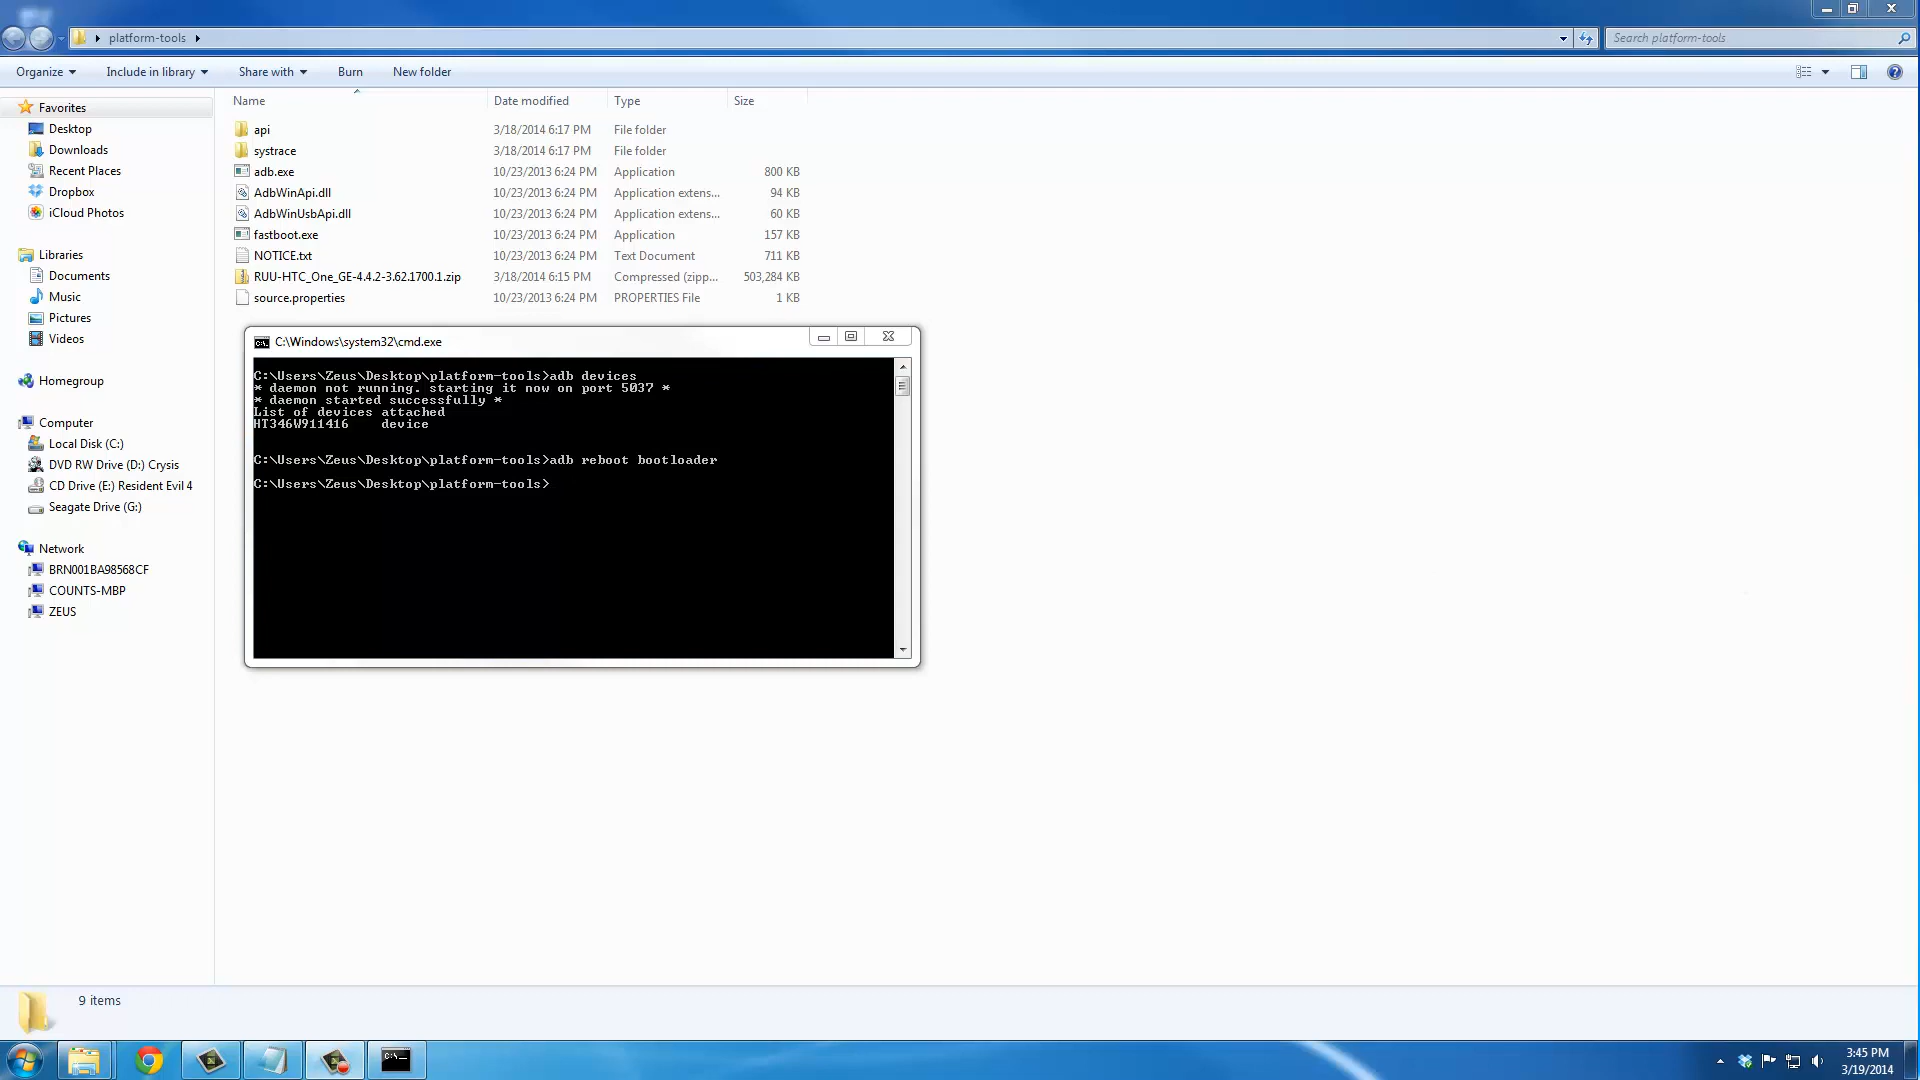 platform-tools
Search platform-tools
Organize Include in library Share with Burn New folder
Name Date modified Type Size
Favorites
Desktop
Downloads
Recent Places
Dropbox
iCloud Photos
Libraries
Documents
Music
Pictures
Videos
Homegroup
Computer
Local Disk (C:)
DVD RW Drive (D:) Crysis
CD Drive (E:) Resident Evil 4
Seagate Drive (G:)
Network
BRN001BA98568CF
COUNTS-MBP
ZEUS
api 3/18/2014 6:17 PM File folder
systrace 3/18/2014 6:17 PM File folder
adb.exe 10/23/2013 6:24 PM Application 800 KB
AdbWinApi.dll 10/23/2013 6:24 PM Application extens... 94 KB
AdbWinUsbApi.dll 10/23/2013 6:24 PM Application extens... 60 KB
fastboot.exe 10/23/2013 6:24 PM Application 157 KB
NOTICE.txt 10/23/2013 6:24 PM Text Document 711 KB
RUU-HTC_One_GE-4.4.2-3.62.1700.1.zip 3/18/2014 6:15 PM Compressed (zipp... 503,284 KB
source.properties 10/23/2013 6:24 PM PROPERTIES File 1 KB
C:\Windows\system32\cmd.exe
C:\Users\Zeus\Desktop\platform-tools>adb devices
* daemon not running. starting it now on port 5037 *
* daemon started successfully *
List of devices attached
HT346W911416 device
C:\Users\Zeus\Desktop\platform-tools>adb reboot bootloader
C:\Users\Zeus\Desktop\platform-tools>
9 items
3:45 PM
3/19/2014